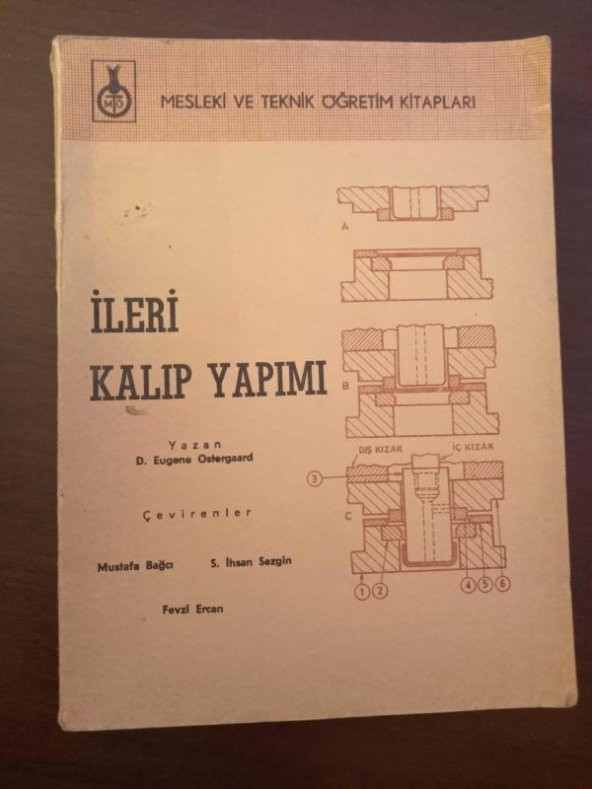 MTÖ
MESLEKİ VE TEKNİK ÖĞRETİM KİTAPLARI
A
İLERİ
KALIP YAPIMI
B
Yazan
D. Eugene Ostergaard
DIŞ KIZAK
İÇ KIZAK
3
Çevirenler
C
Mustafa Bağcı
S. İhsan Sezgin
1
2
4
5
6
Fevzi Ercan